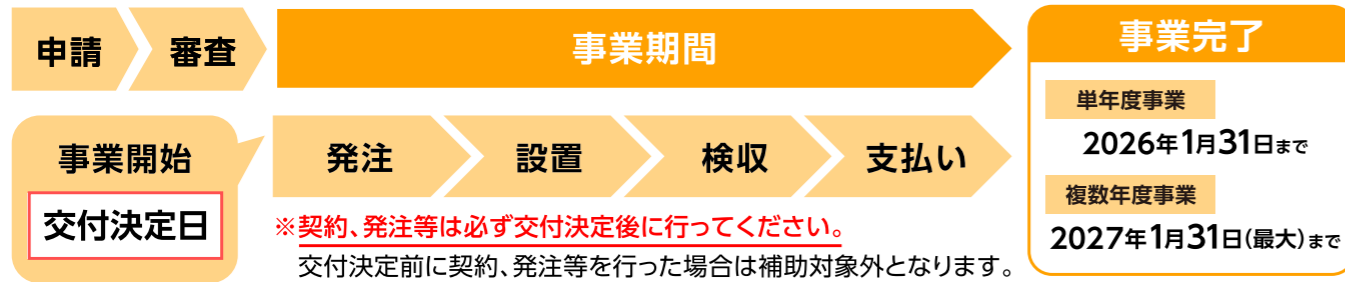 申請
審査
事業期間
事業完了
単年度事業
2026年1月31日まで
複数年度事業
2027年1月31日(最大)まで
事業開始
交付決定日
発注
設置
検収
支払い
※契約、発注等は必ず交付決定後に行ってください。
交付決定前に契約、発注等を行った場合は補助対象外となります。